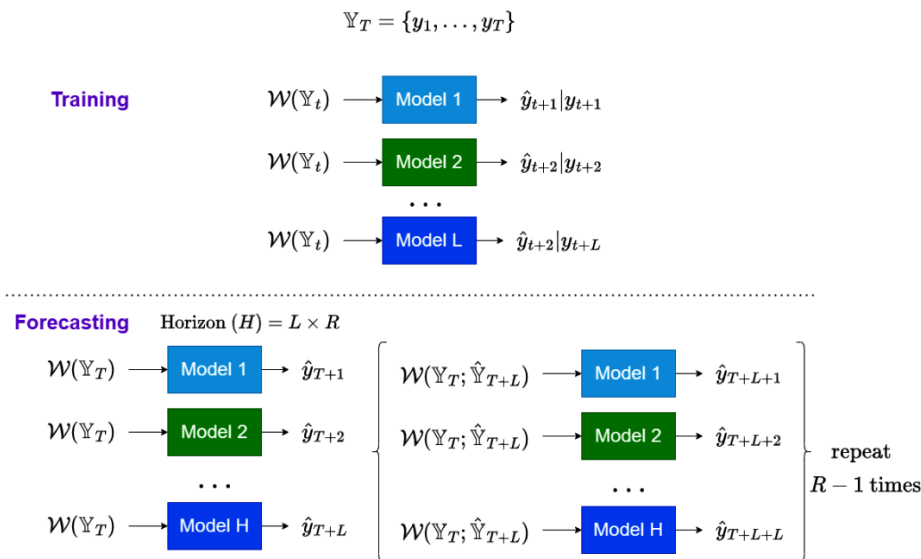 𝕐_T = {y_1, …, y_T}
Training
𝒲(𝕐_t) Model 1 ŷ_{t+1}|y_{t+1}
𝒲(𝕐_t) Model 2 ŷ_{t+2}|y_{t+2}
...
𝒲(𝕐_t) Model L ŷ_{t+2}|y_{t+L}
Forecasting Horizon (H) = L × R
𝒲(𝕐_T) Model 1 ŷ_{T+1} 𝒲(𝕐_T; 𝕐̂_{T+L}) Model 1 ŷ_{T+L+1}
𝒲(𝕐_T) Model 2 ŷ_{T+2} 𝒲(𝕐_T; 𝕐̂_{T+L}) Model 2 ŷ_{T+L+2}
repeat
... ...
R − 1 times
𝒲(𝕐_T) Model H ŷ_{T+L} 𝒲(𝕐_T; 𝕐̂_{T+L}) Model H ŷ_{T+L+L}